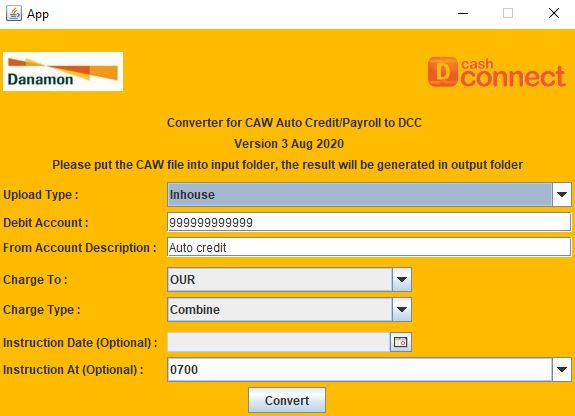 App
Danamon
D cash
connect
Converter for CAW Auto Credit/Payroll to DCC
Version 3 Aug 2020
Please put the CAW file into input folder, the result will be generated in output folder
Upload Type : Inhouse
Debit Account : 999999999999
From Account Description : Auto credit
Charge To : OUR
Charge Type : Combine
Instruction Date (Optional) :
Instruction At (Optional) : 0700
Convert